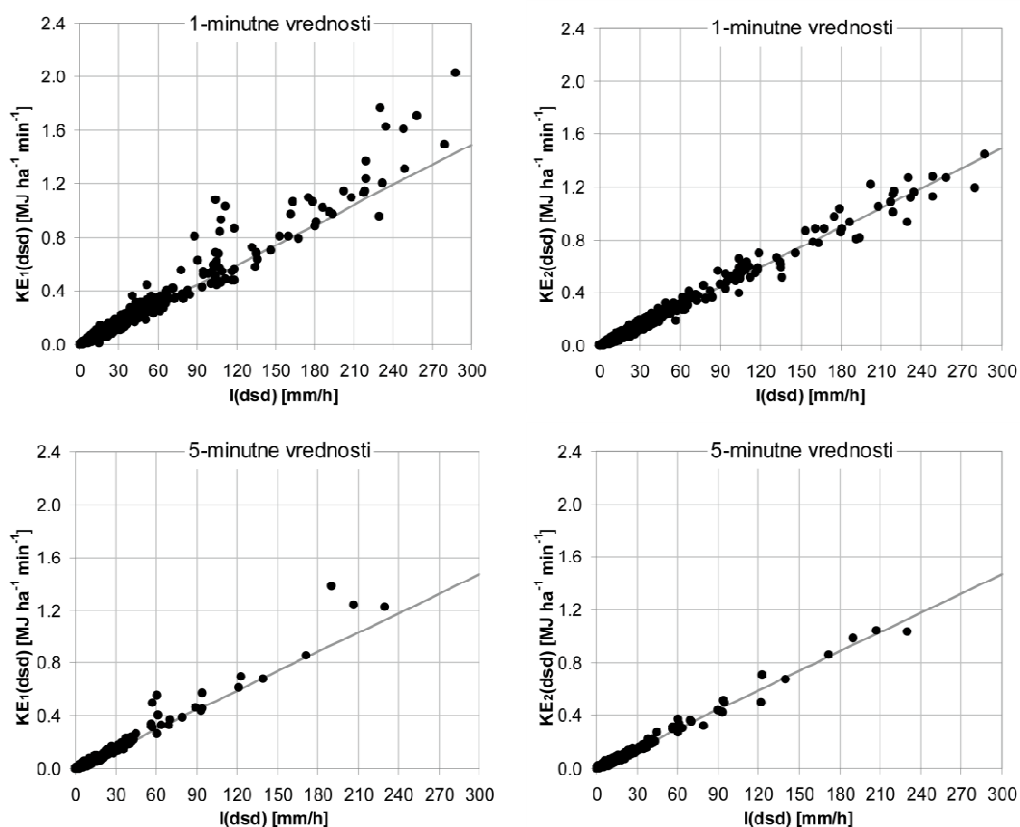 1-minutne vrednosti
2.4
2.0
1.6
1.2
0.8
0.4
0.0
KE1(dsd) [MJ ha-1 min-1]
0 30 60 90 120 150 180 210 240 270 300
I(dsd) [mm/h]
1-minutne vrednosti
2.4
2.0
1.6
1.2
0.8
0.4
0.0
KE2(dsd) [MJ ha-1 min-1]
0 30 60 90 120 150 180 210 240 270 300
I(dsd) [mm/h]
5-minutne vrednosti
2.4
2.0
1.6
1.2
0.8
0.4
0.0
KE1(dsd) [MJ ha-1 min-1]
0 30 60 90 120 150 180 210 240 270 300
I(dsd) [mm/h]
5-minutne vrednosti
2.4
2.0
1.6
1.2
0.8
0.4
0.0
KE2(dsd) [MJ ha-1 min-1]
0 30 60 90 120 150 180 210 240 270 300
I(dsd) [mm/h]